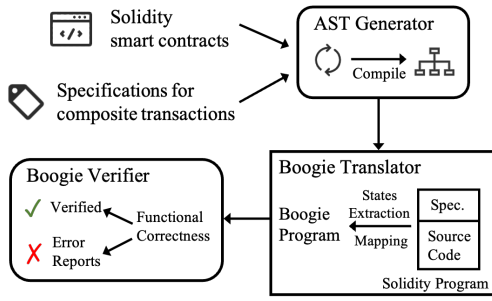 Solidity
smart contracts
Specifications for
composite transactions
AST Generator
Compile
Boogie Translator
Boogie
Program
States
Extraction
Mapping
Spec.
Source
Code
Solidity Program
Boogie Verifier
Verified
Error
Reports
Functional
Correctness